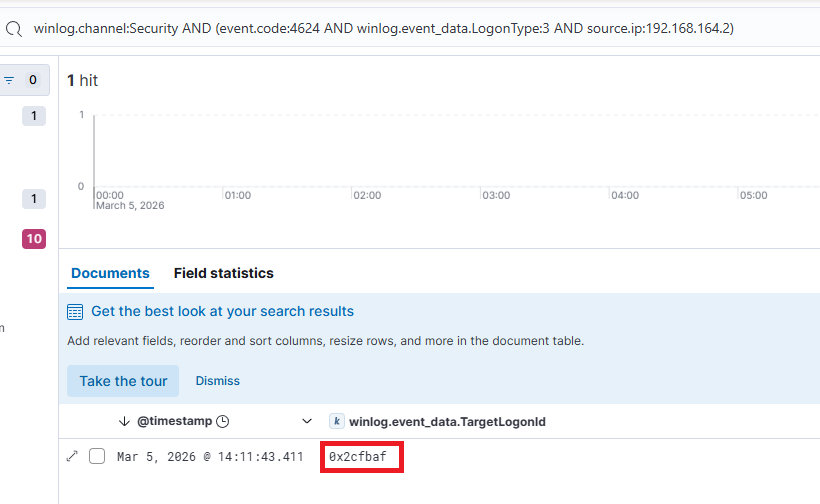 winlog.channel:Security AND (event.code:4624 AND winlog.event_data.LogonType:3 AND source.ip:192.168.164.2)
0
1 hit
1
1
0
00:00 01:00 02:00 03:00 04:00 05:00
March 5, 2026
1
10
Documents Field statistics
Get the best look at your search results
Add relevant fields, reorder and sort columns, resize rows, and more in the document table.
Take the tour Dismiss
@timestamp k winlog.event_data.TargetLogonId
Mar 5, 2026 @ 14:11:43.411 0x2cfbaf